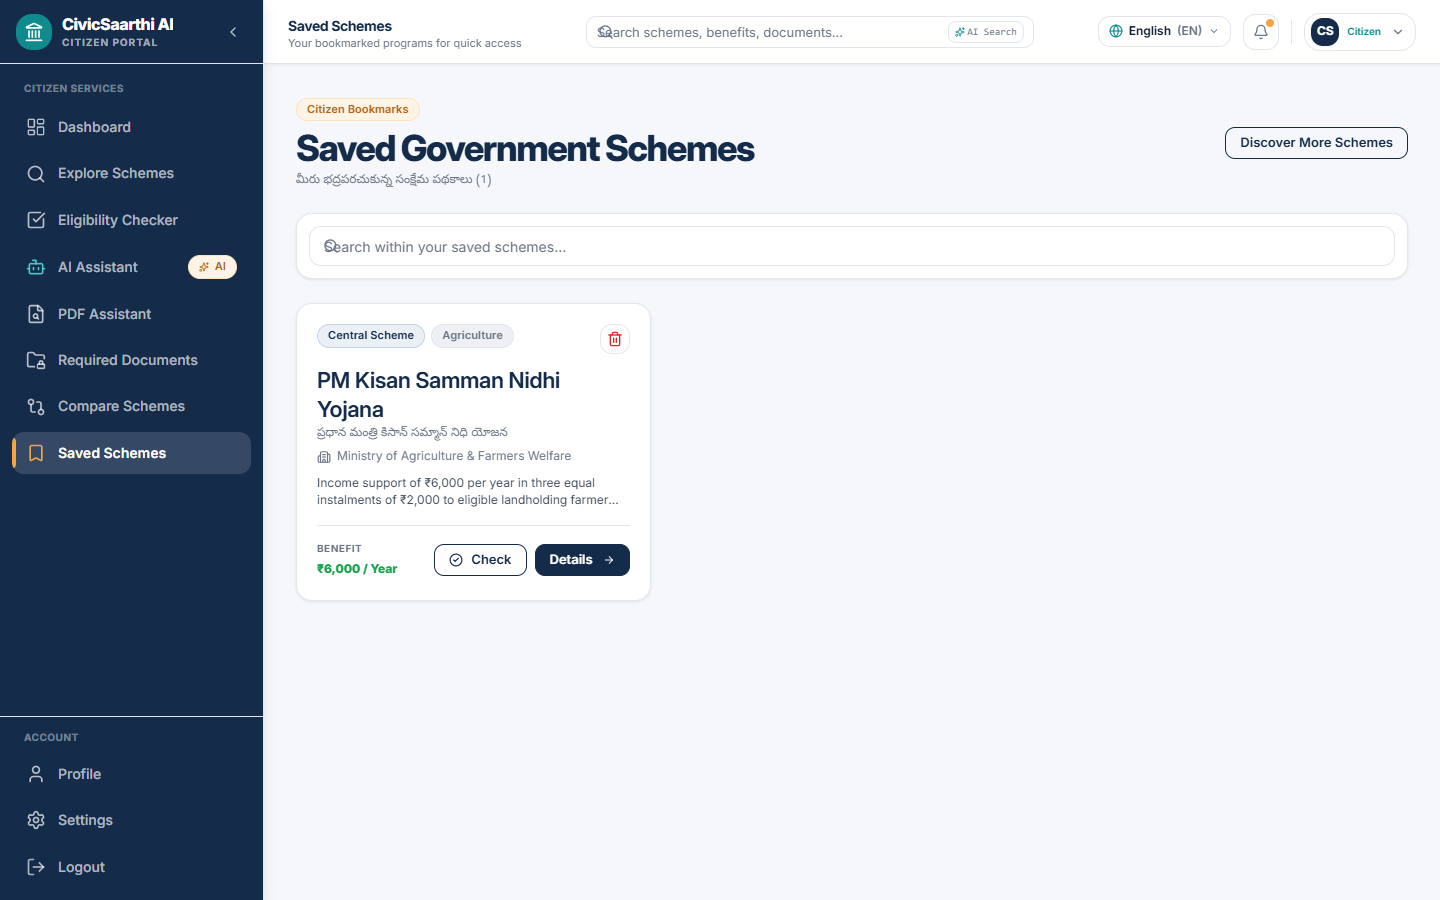 CivicSaarthi AI
CITIZEN PORTAL
CITIZEN SERVICES
Dashboard
Explore Schemes
Eligibility Checker
AI Assistant
AI
PDF Assistant
Required Documents
Compare Schemes
Saved Schemes
ACCOUNT
Profile
Settings
Logout
Saved Schemes
Your bookmarked programs for quick access
Search schemes, benefits, documents...
AI Search
English (EN)
CS
Citizen
Citizen Bookmarks
Saved Government Schemes
మీరు భద్రపరచుకున్న సంక్షేమ పథకాలు (1)
Discover More Schemes
Search within your saved schemes...
Central Scheme
Agriculture
PM Kisan Samman Nidhi
Yojana
ప్రధాన మంత్రి కిసాన్ సమ్మాన్ నిధి యోజన
Ministry of Agriculture & Farmers Welfare
Income support of ₹6,000 per year in three equal
instalments of ₹2,000 to eligible landholding farmer...
BENEFIT
₹6,000 / Year
Check
Details